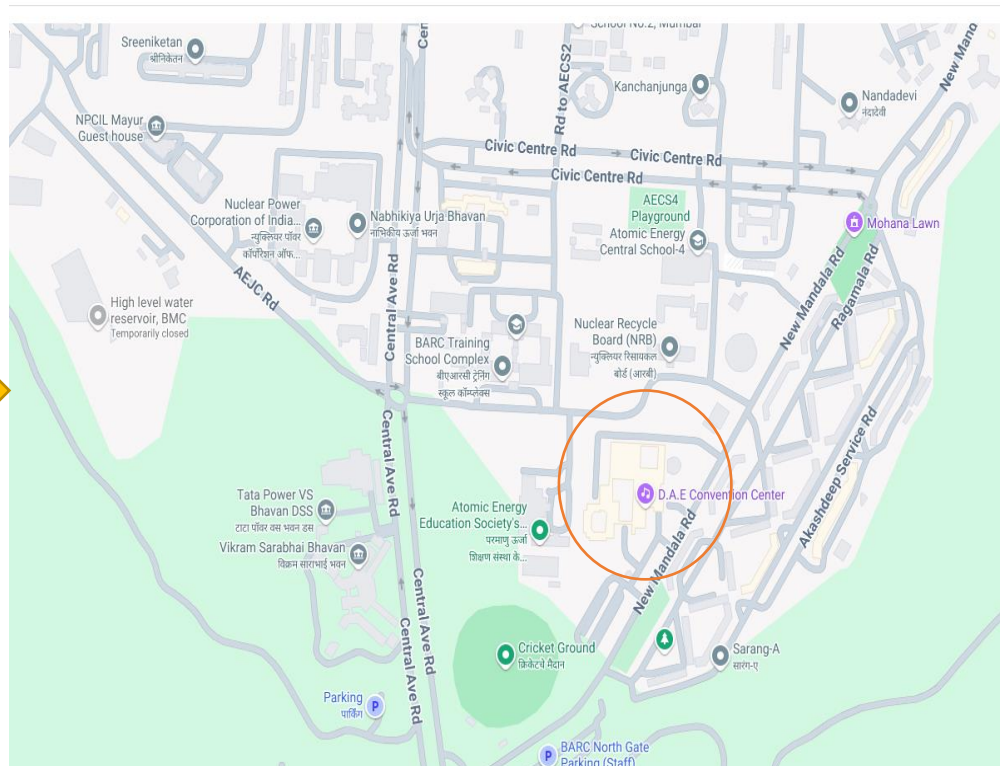 School No.2, Mumbai
Sreeniketan
श्रीनिकेतन
Cen
Rd to AECS2
New Mand
Kanchanjunga
Nandadevi
नंदादेवी
NPCIL Mayur
Guest house
Civic Centre Rd
Civic Centre Rd
Civic Centre Rd
AECS4
Playground
Nuclear Power
Corporation of India...
न्युक्लियर पॉवर
कॉर्पोरेशन ऑफ...
Nabhikiya Urja Bhavan
नाभिकीय ऊर्जा भवन
Atomic Energy
Central School-4
Mohana Lawn
AEJC Rd
Central Ave Rd
New Mandala Rd
Ragamala Rd
High level water
reservoir, BMC
Temporarily closed
BARC Training
School Complex
बीएआरसी ट्रेनिंग
स्कूल कॉम्प्लेक्स
Nuclear Recycle
Board (NRB)
न्युक्लियर रिसायकल
बोर्ड (आरबी)
Central Ave Rd
Akashdeep Service Rd
Tata Power VS
Bhavan DSS
टाटा पॉवर वस भवन डस
D.A.E Convention Center
Atomic Energy
Education Society's...
परमाणु ऊर्जा
शिक्षण संस्था के...
Vikram Sarabhai Bhavan
विक्रम साराभाई भवन
New Mandala Rd
Central Ave Rd
Central Ave Rd
Cricket Ground
क्रिकेटचे मैदान
Sarang-A
सारंग-ए
Parking
पार्किंग
P
P
BARC North Gate
Parking (Staff)